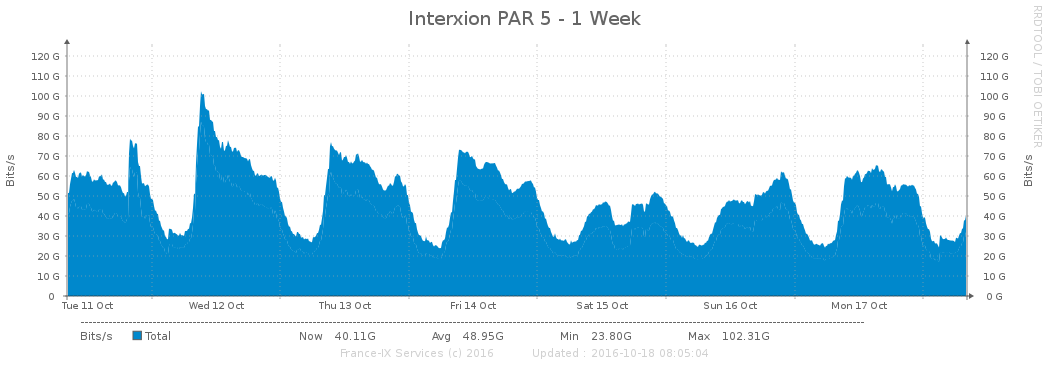 Interxion PAR 5 - 1 Week
RRDTOOL / TOBI OETIKER
Bits/s
120 G 120 G
110 G 110 G
100 G 100 G
90 G 90 G
80 G 80 G
70 G 70 G
60 G 60 G
50 G 50 G
40 G 40 G
30 G 30 G
20 G 20 G
10 G 10 G
0 0 G
Bits/s
Tue 11 Oct Wed 12 Oct Thu 13 Oct Fri 14 Oct Sat 15 Oct Sun 16 Oct Mon 17 Oct
Bits/s Total Now 40.11G Avg 48.95G Min 23.80G Max 102.31G
France-IX Services (c) 2016 Updated : 2016-10-18 08:05:04